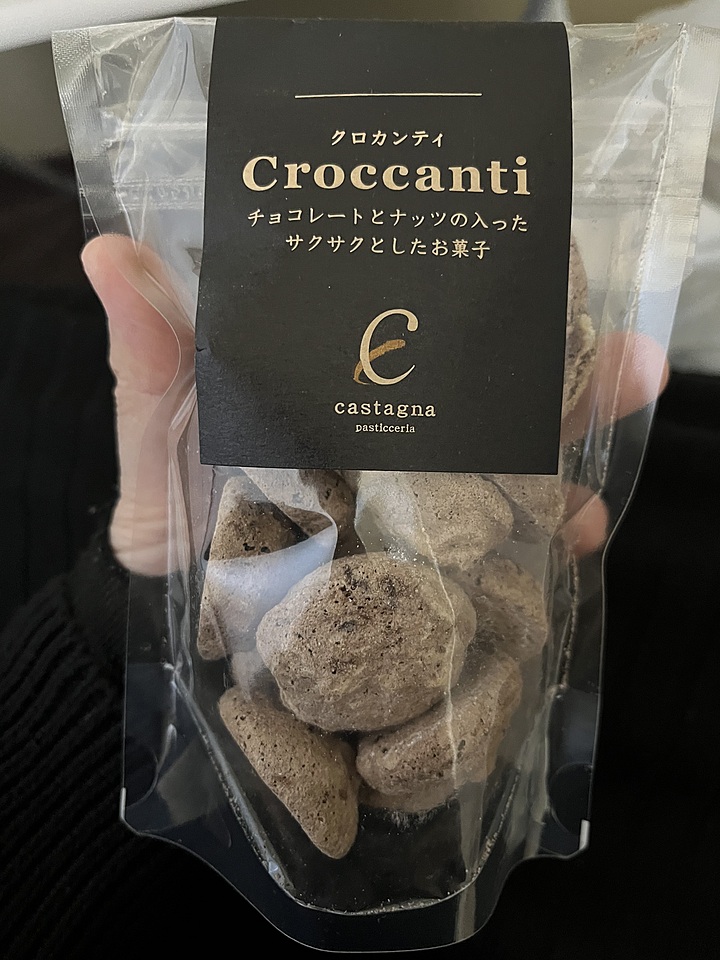 クロカンティ
Croccanti
チョコレートとナッツの入った
サクサクとしたお菓子
castagna
pasticceria